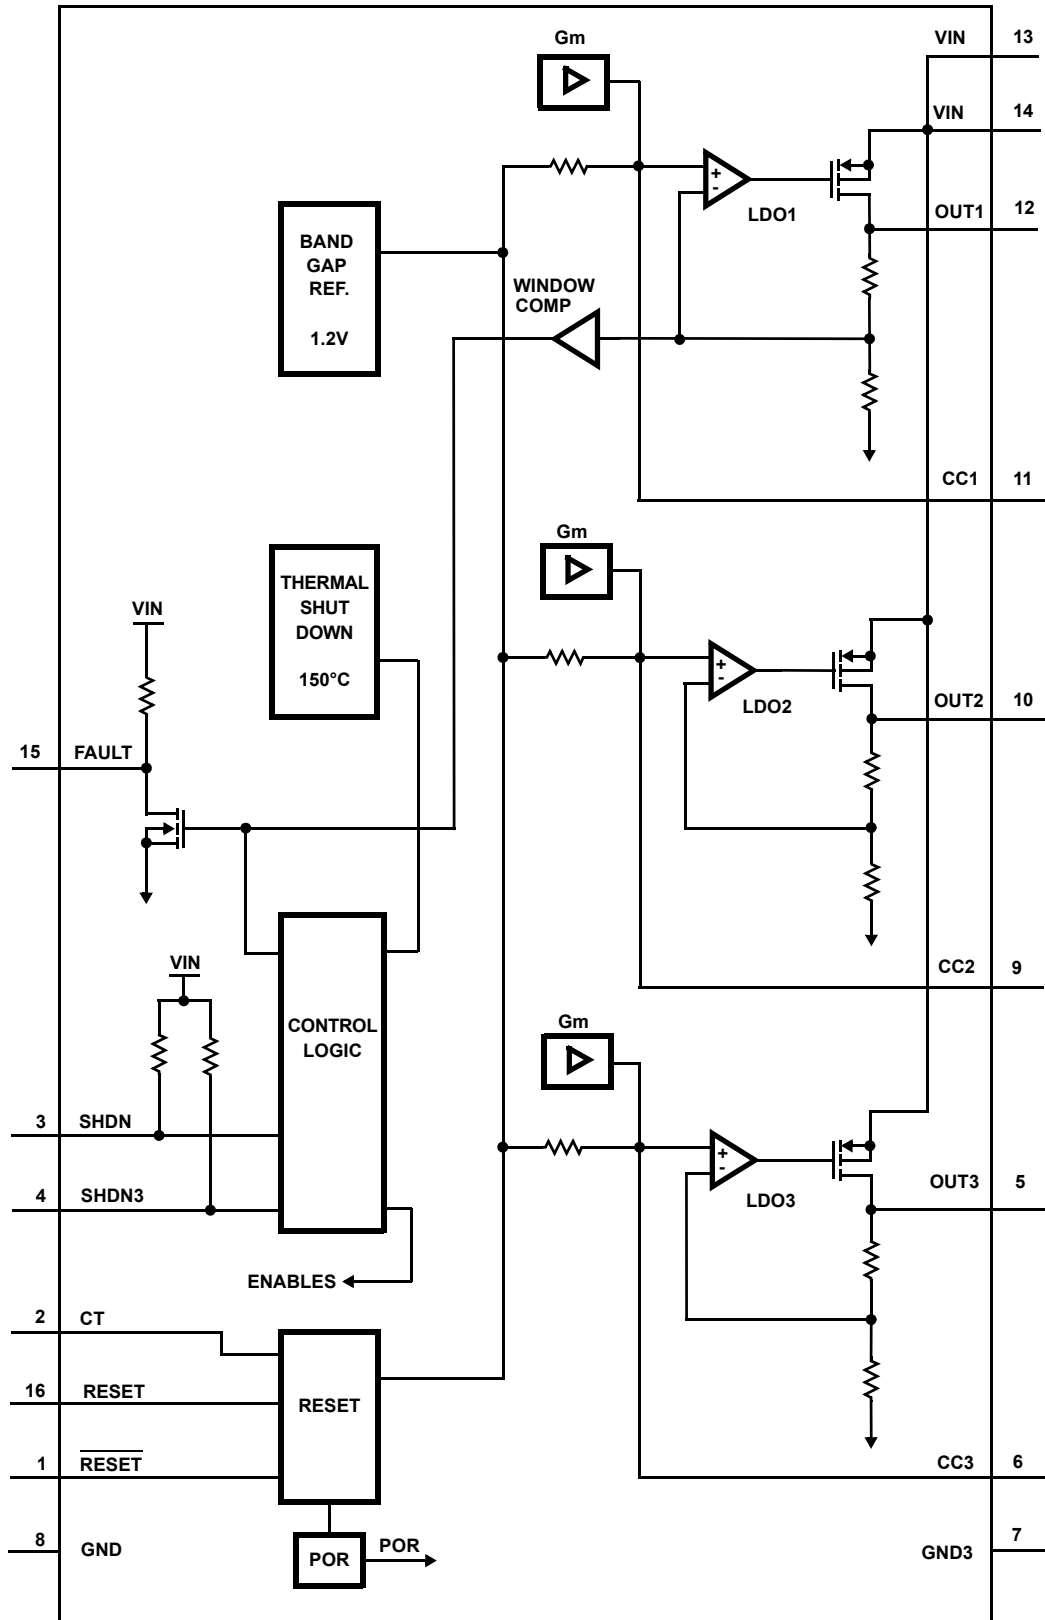 VIN 13
Gm
VIN 14
+
-
LDO1
OUT1 12
BAND
GAP
REF.
1.2V
WINDOW
COMP
CC1 11
Gm
THERMAL
SHUT
DOWN
150°C
VIN
+
-
LDO2
OUT2 10
15 FAULT
VIN
CC2 9
CONTROL
LOGIC
Gm
3 SHDN
+
-
LDO3
4 SHDN3
OUT3 5
ENABLES
2 CT
16 RESET
RESET
1 RESET
CC3 6
8 GND
POR
POR
GND3 7